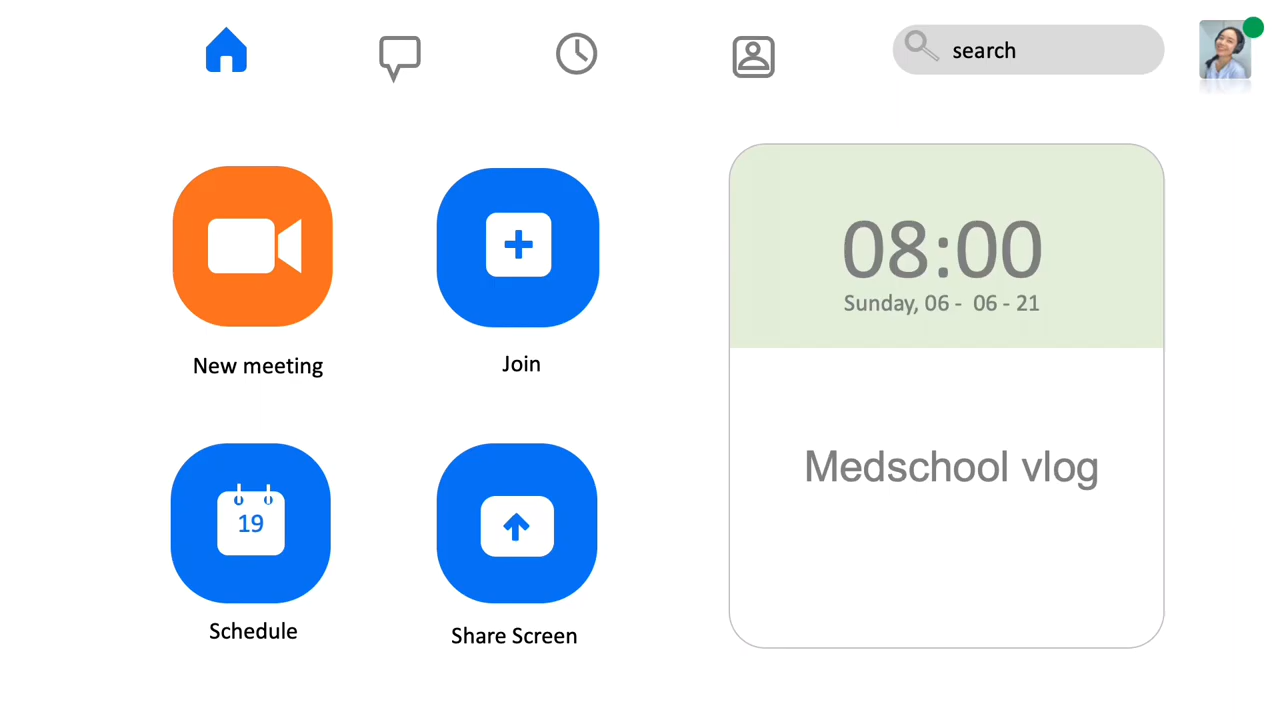 search
08:00
Sunday, 06 -  06 - 21
New meeting
Join
Medschool vlog
19
Schedule
Share Screen